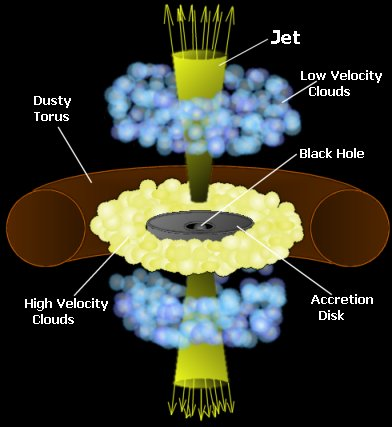 Jet
Low Velocity
Clouds
Dusty
Torus
Black Hole
High Velocity
Clouds
Accretion
Disk